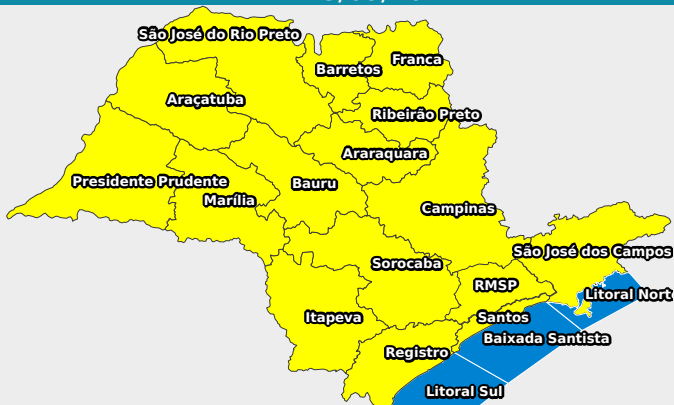 São José do Rio Preto
Franca
Barretos
Araçatuba
Ribeirão Preto
Araraquara
Presidente Prudente
Bauru
Marília
Campinas
São José dos Campos
Sorocaba
RMSP
Litoral Nort
Itapeva
Santos
Baixada Santista
Registro
Litoral Sul